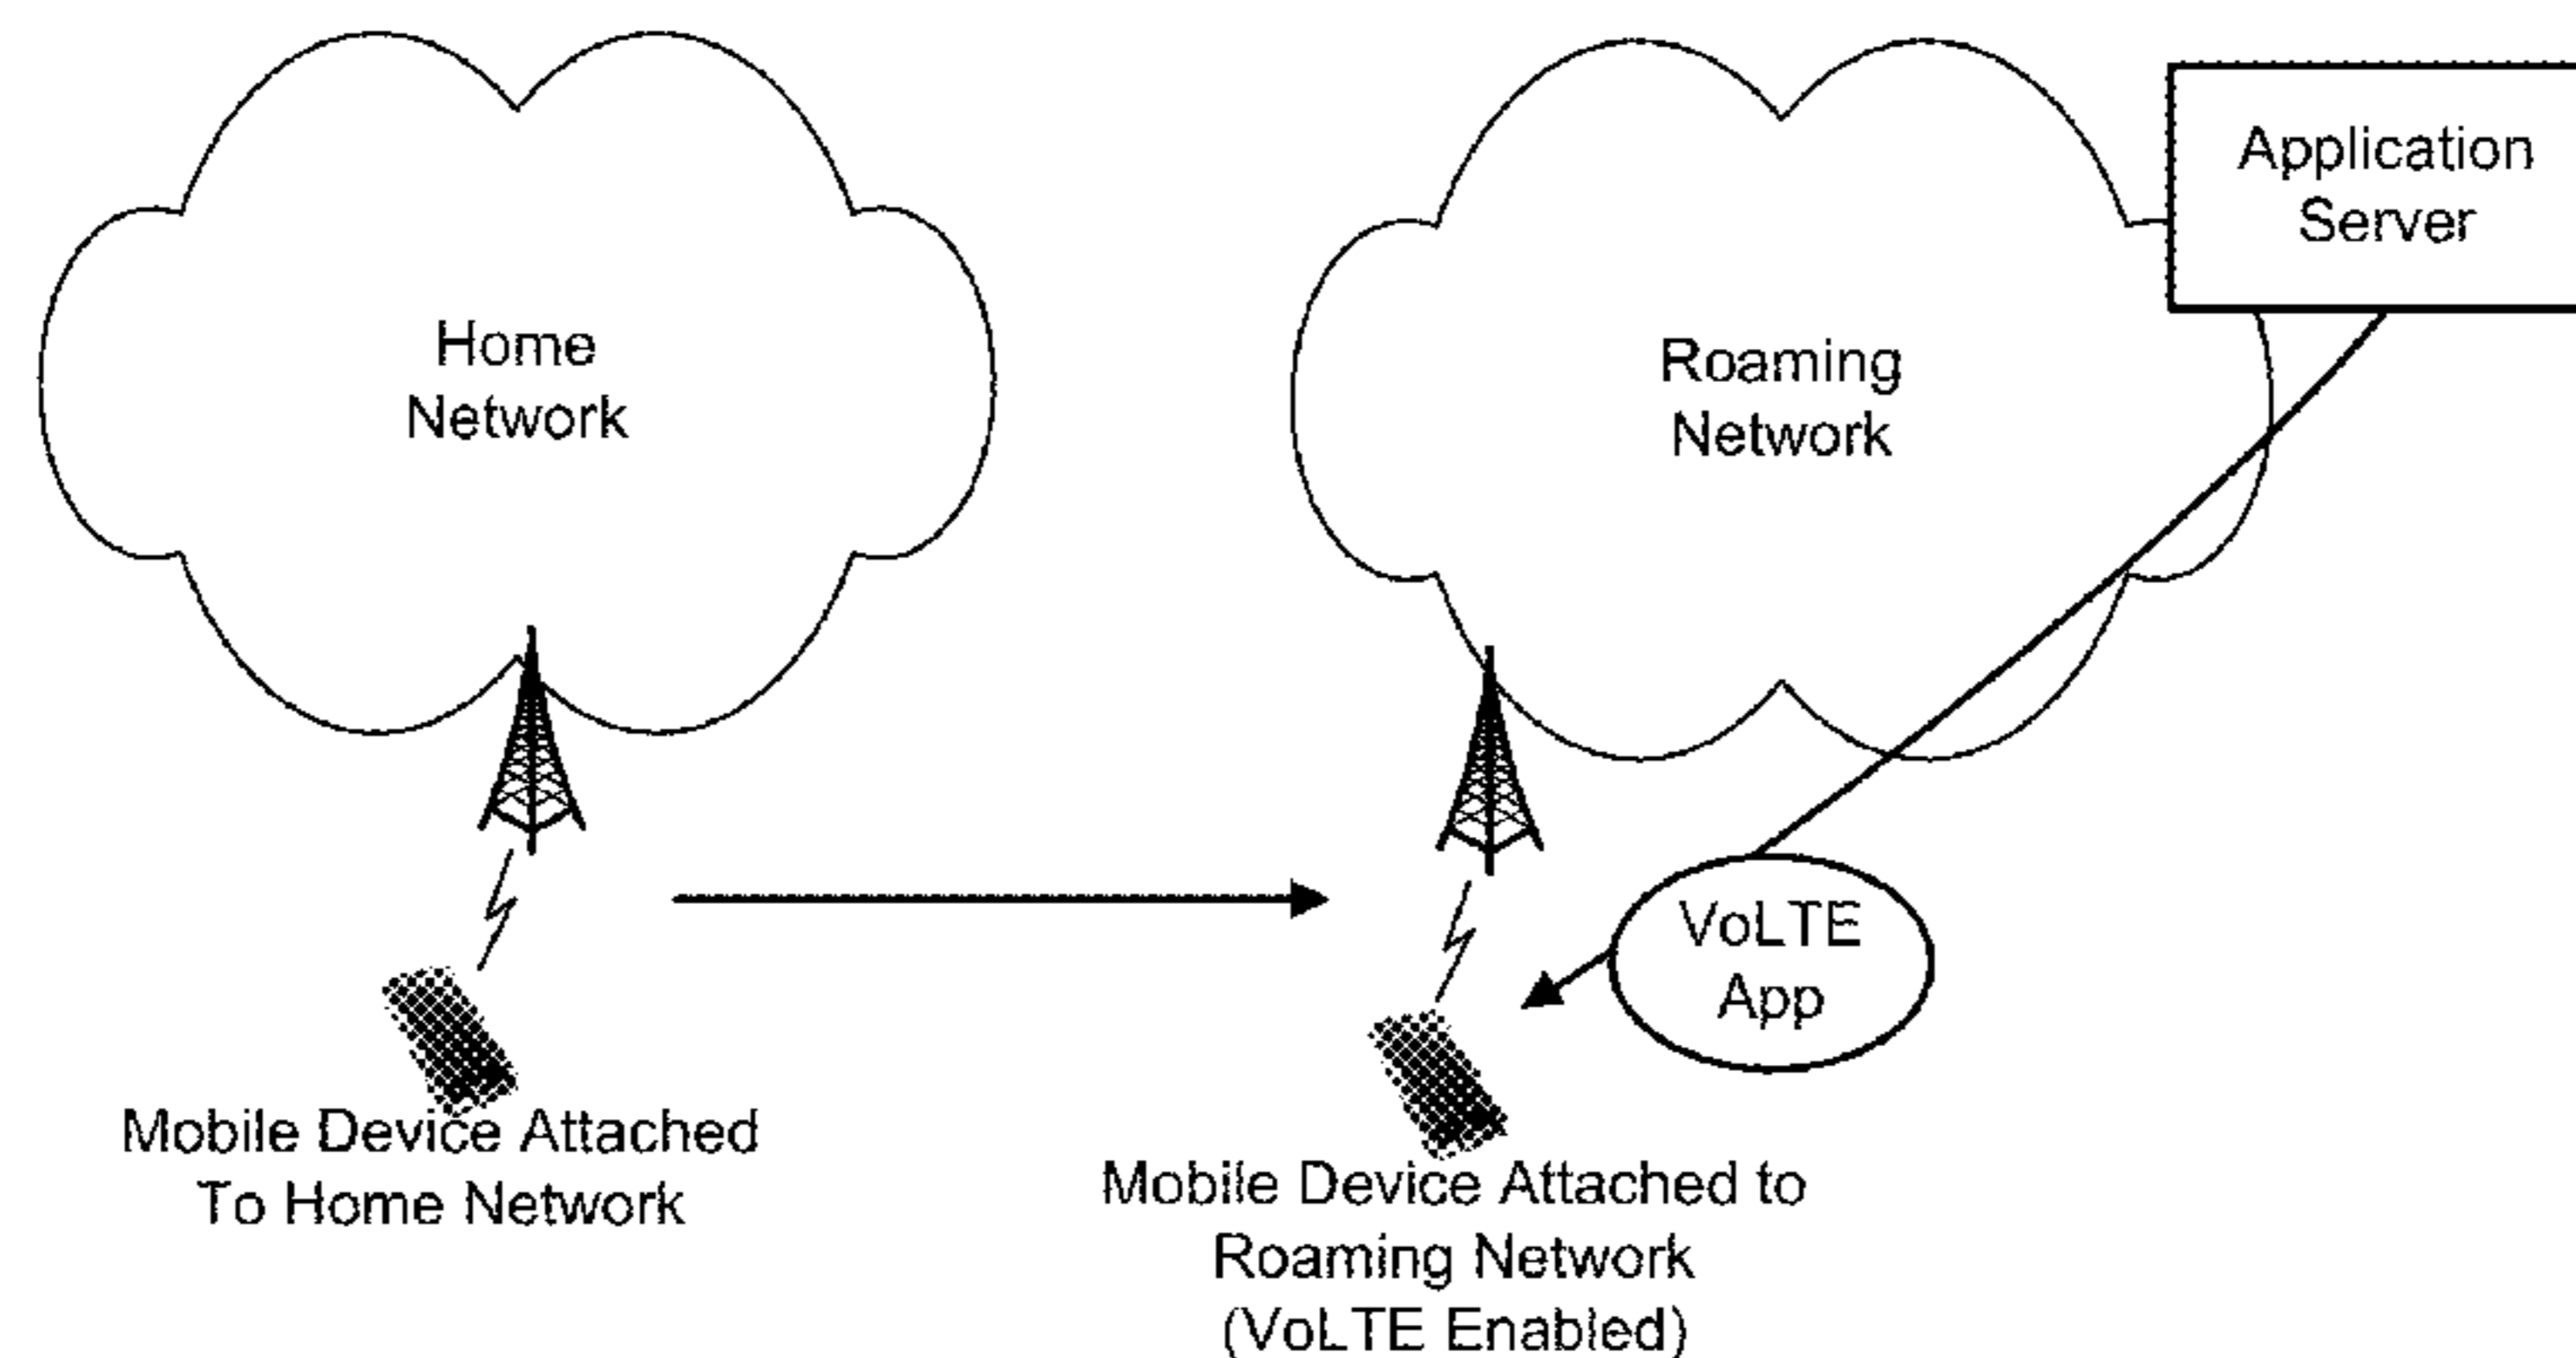 Home
Network
Roaming
Network
Application
Server
VoLTE
App
Mobile Device Attached
To Home Network
Mobile Device Attached to
Roaming Network
(VoLTE Enabled)